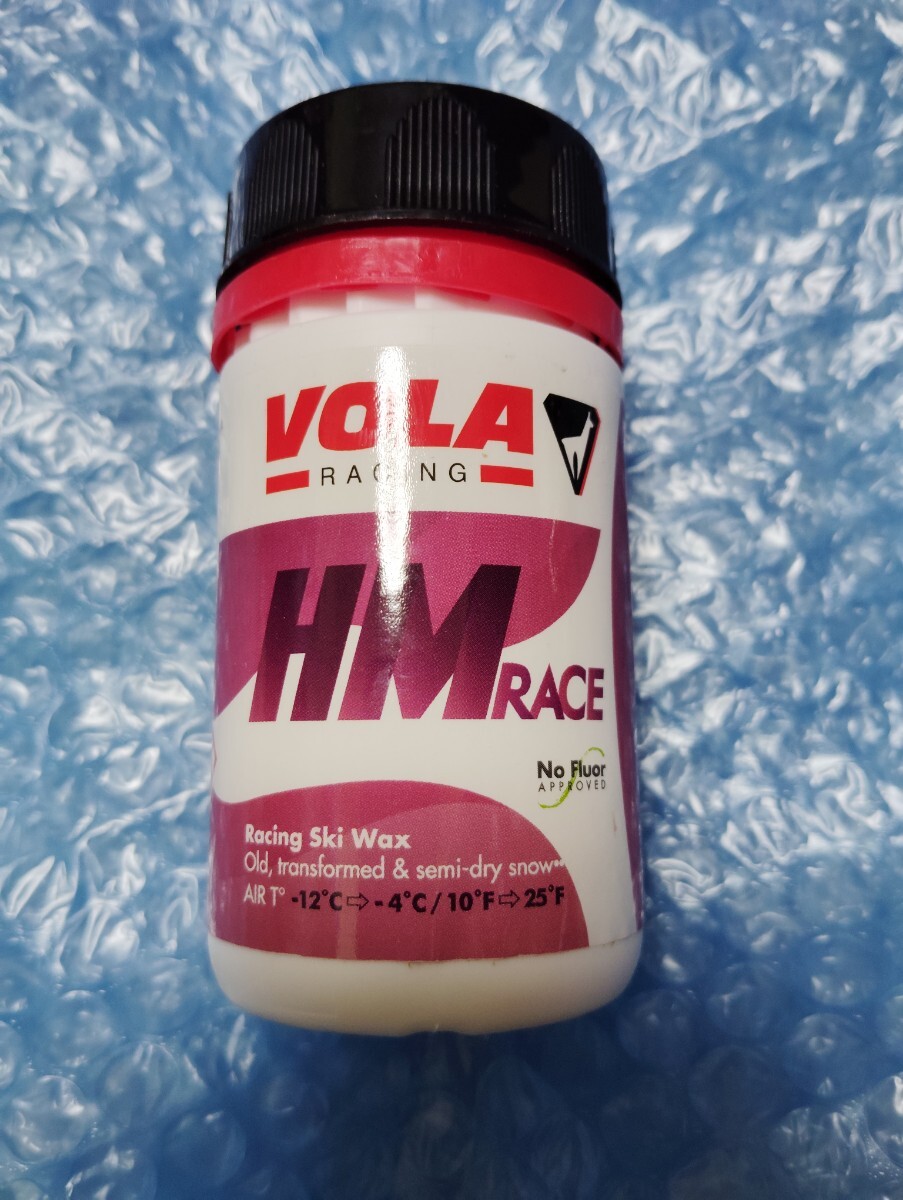 VOLA
RACING
HM RACE
No Fluor
APPROVED
Racing Ski Wax
Old, transformed & semi-dry snow**
AIR T° -12°C⇨-4°C/10°F⇨25°F